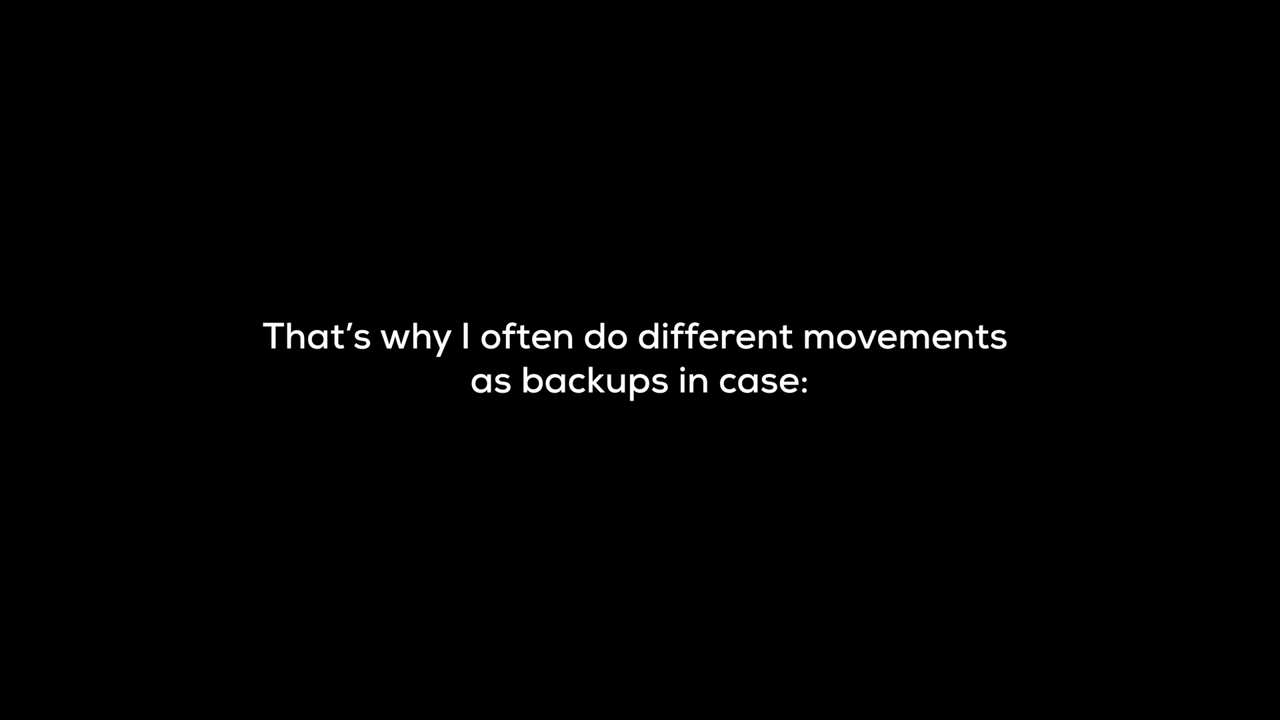 That’s why I often do different movements
as backups in case: